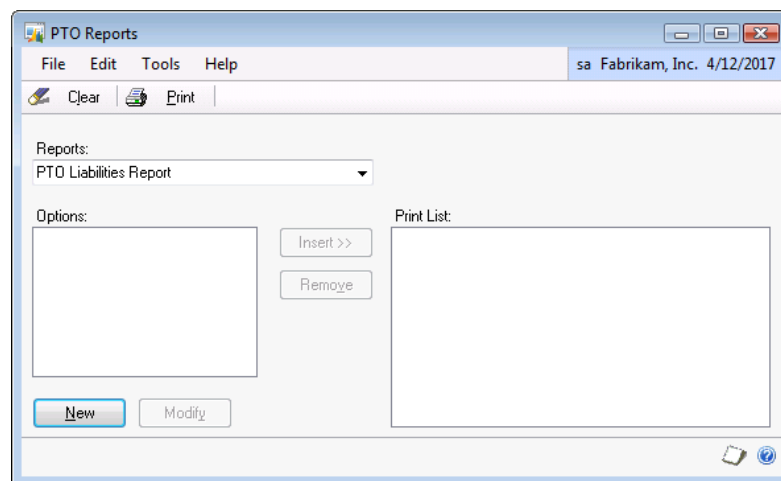 PTO Reports
File Edit Tools Help sa Fabrikam, Inc. 4/12/2017
Clear Print
Reports:
PTO Liabilities Report
Options: Print List:
Insert >>
Remove
New Modify